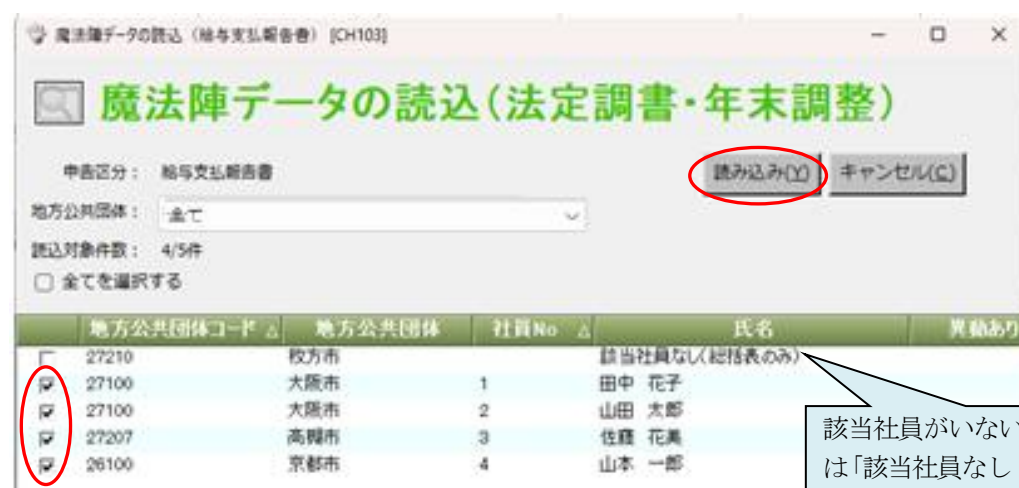 魔法陣データの読込（給与支払報告書）[CH103]
魔法陣データの読込(法定調書・年末調整)
申告区分： 給与支払報告書
読み込み(Y) キャンセル(C)
地方公共団体： 全て
読込対象件数： 4/5件
全てを選択する
地方公共団体コード △ 地方公共団体 社員No △ 氏名 異動あり
27210 枚方市 該当社員なし(総括表のみ)
27100 大阪市 1 田中 花子
27100 大阪市 2 山田 太郎
27207 高槻市 3 佐藤 花美
26100 京都市 4 山本 一郎
該当社員がいない
は「該当社員なし